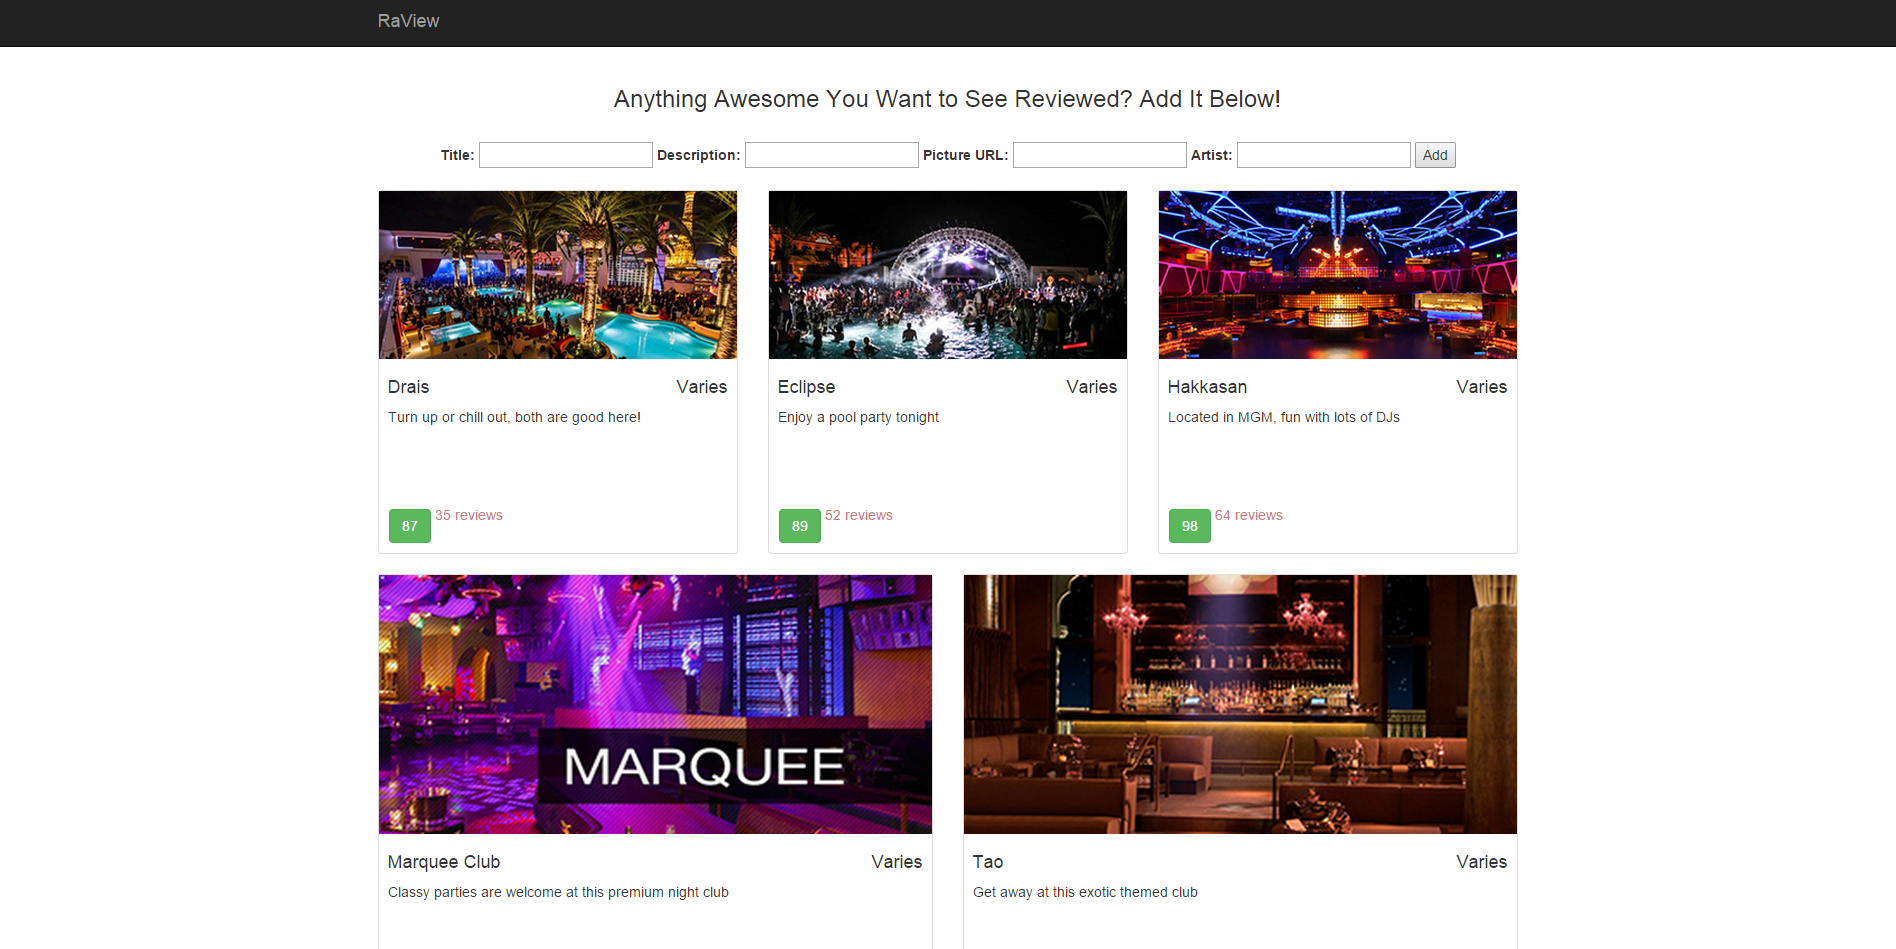 RaView
Anything Awesome You Want to See Reviewed? Add It Below!
Title: Description: Picture URL: Artist: Add
Drais Varies
Turn up or chill out, both are good here!
87 35 reviews
Eclipse Varies
Enjoy a pool party tonight
89 52 reviews
Hakkasan Varies
Located in MGM, fun with lots of DJs
98 64 reviews
MARQUEE
Marquee Club Varies
Classy parties are welcome at this premium night club
Tao Varies
Get away at this exotic themed club